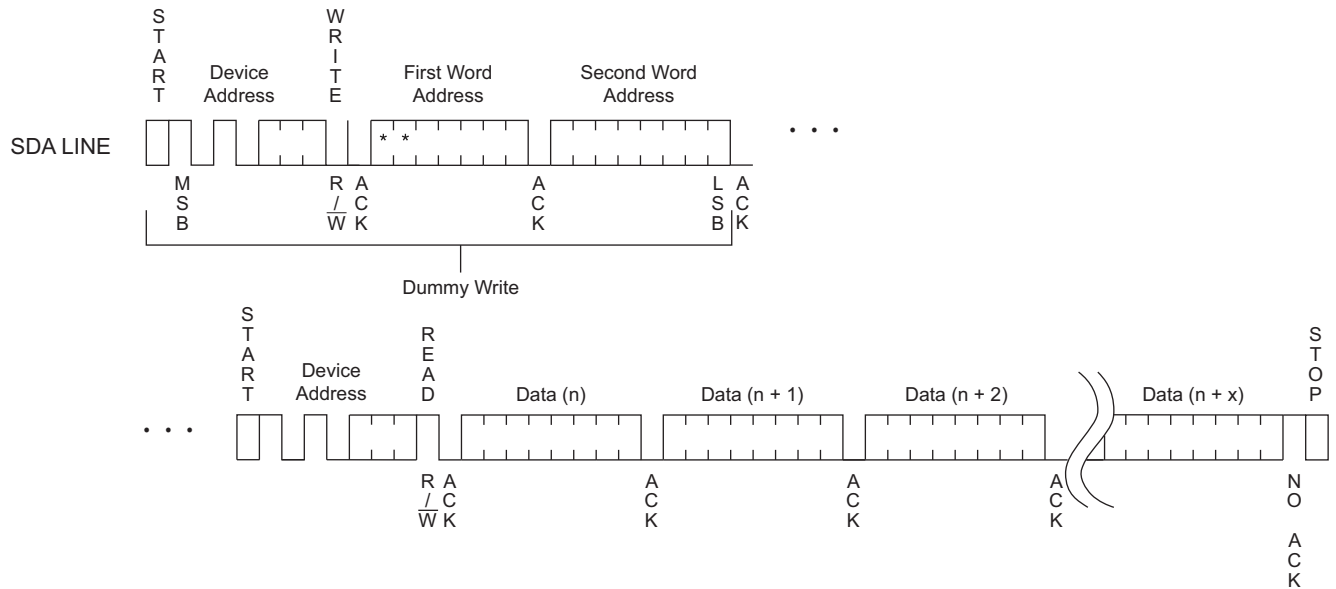 START
WRITE
Device
Address
First Word
Address
Second Word
Address
SDA LINE
* *
• • •
MSB
R/W
ACK
ACK
LSB
ACK
Dummy Write
START
READ
STOP
Device
Address
Data (n)
Data (n + 1)
Data (n + 2)
Data (n + x)
• • •
R/W
ACK
ACK
ACK
ACK
NO ACK